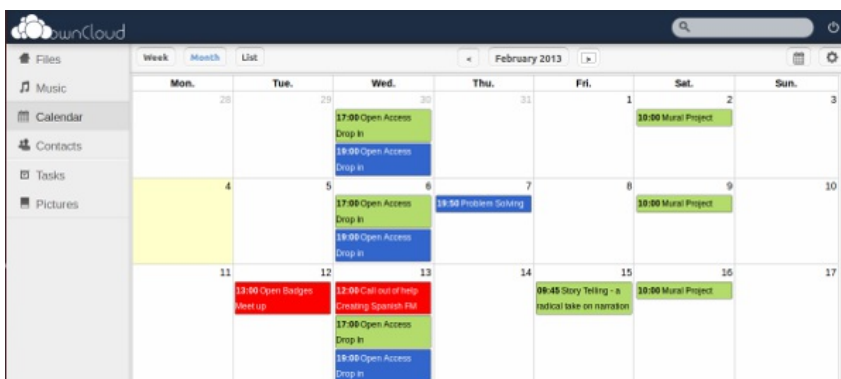 ownCloud
Files
Music
Calendar
Contacts
Tasks
Pictures
Week Month List < February 2013 >
Mon. Tue. Wed. Thu. Fri. Sat. Sun.
28 29 30 31 1 2 3
17:00 Open Access
Drop In
19:00 Open Access
Drop in
10:00 Mural Project
4 5 6 7 8 9 10
17:00 Open Access
Drop In
19:00 Open Access
Drop in
19:50 Problem Solving
10:00 Mural Project
11 12 13 14 15 16 17
13:00 Open Badges
Meet up
12:00 Call out of help
Creating Spanish FM
17:00 Open Access
Drop In
19:00 Open Access
Drop in
09:45 Story Telling - a
radical take on narration
10:00 Mural Project